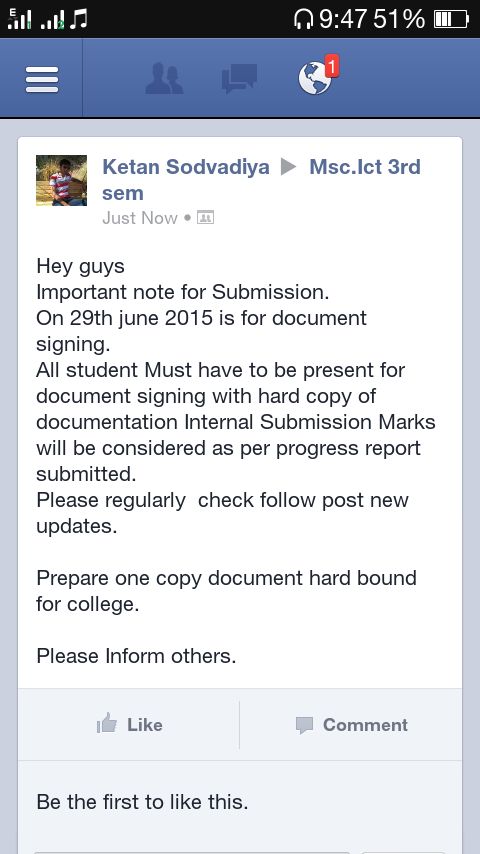 E
1
2
9:47 51%
1
Ketan Sodvadiya ▶ Msc.Ict 3rd
sem
Just Now •
Hey guys
Important note for Submission.
On 29th june 2015 is for document
signing.
All student Must have to be present for
document signing with hard copy of
documentation Internal Submission Marks
will be considered as per progress report
submitted.
Please regularly  check follow post new
updates.
Prepare one copy document hard bound
for college.
Please Inform others.
Like
Comment
Be the first to like this.